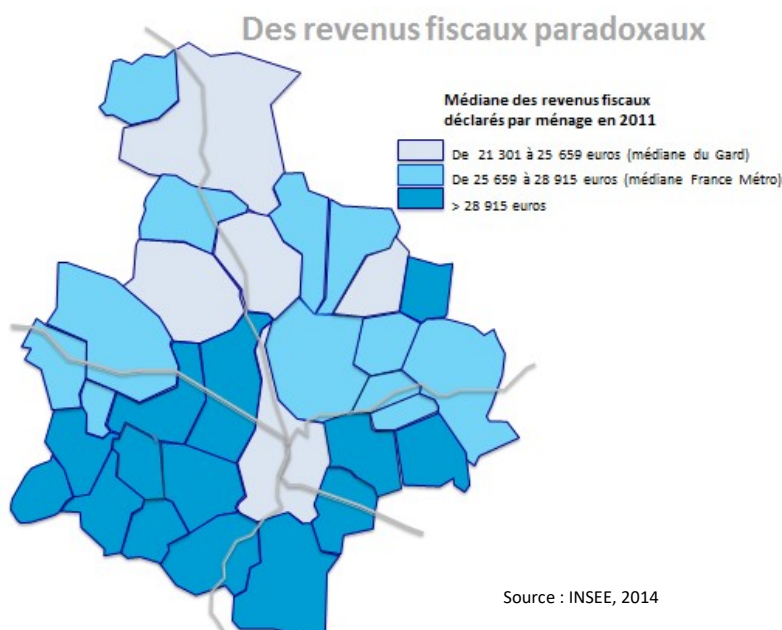 Des revenus fiscaux paradoxaux
Médiane des revenus fiscaux
déclarés par ménage en 2011
De 21 301 à 25 659 euros (médiane du Gard)
De 25 659 à 28 915 euros (médiane France Métro)
> 28 915 euros
Source : INSEE, 2014